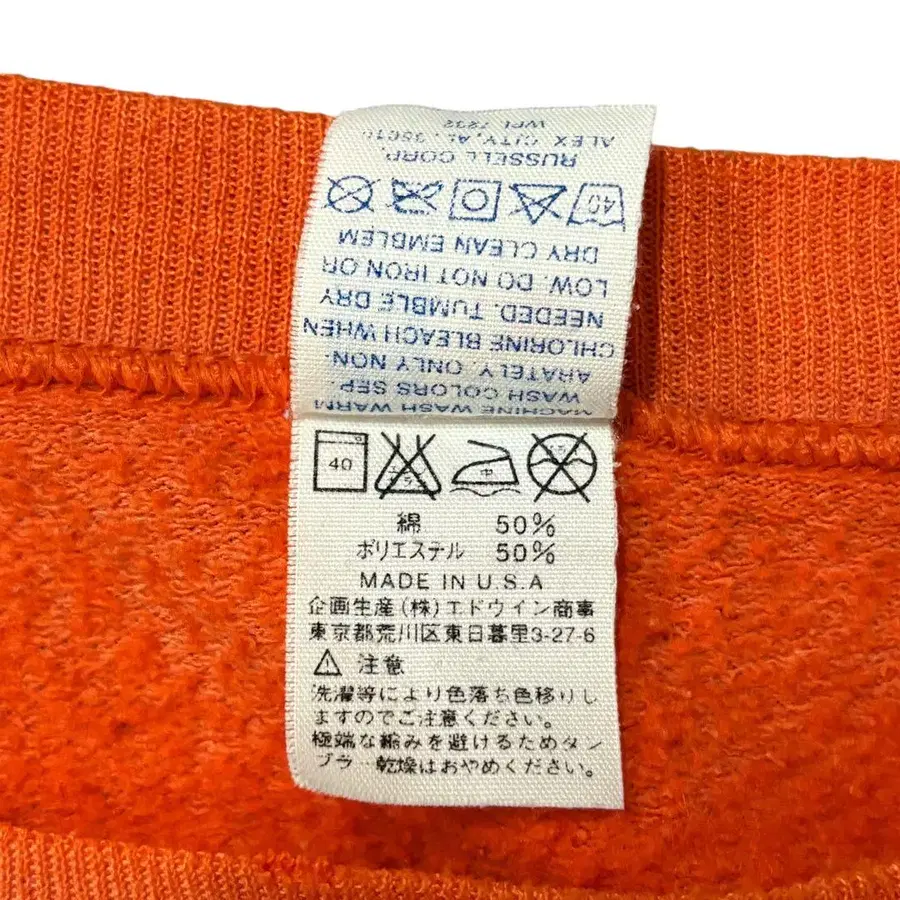 MACHINE WASH WARM
WASH COLORS SEP-
ARATELY. ONLY NON-
CHLORINE BLEACH WHEN
NEEDED. TUMBLE DRY
LOW. DO NOT IRON OR
DRY CLEAN EMBLEM
40
RUSSELL CORP.
ALEX CITY, AL. 35010
WPL 7232
40 中
綿 50%
ポリエステル 50%
MADE IN U.S.A
企画生産(株)エドウイン商事
東京都荒川区東日暮里3-27-6
注意
洗濯等により色落ち色移りし
ますのでご注意ください。
極端な縮みを避けるためタン
ブラー乾燥はおやめください。